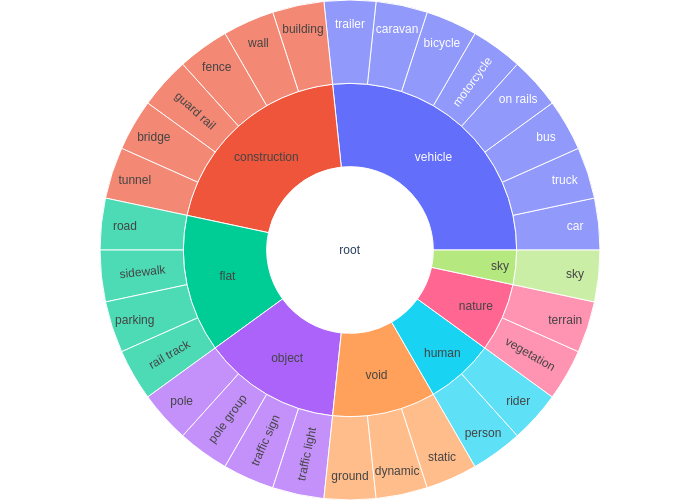 trailer
caravan
building
bicycle
wall
motorcycle
fence
on rails
guard rail
bridge
bus
construction
vehicle
tunnel
truck
road
car
root
sidewalk
flat
sky
sky
nature
parking
terrain
rail track
object
human
vegetation
void
pole
rider
pole group
person
traffic sign
traffic light
static
dynamic
ground